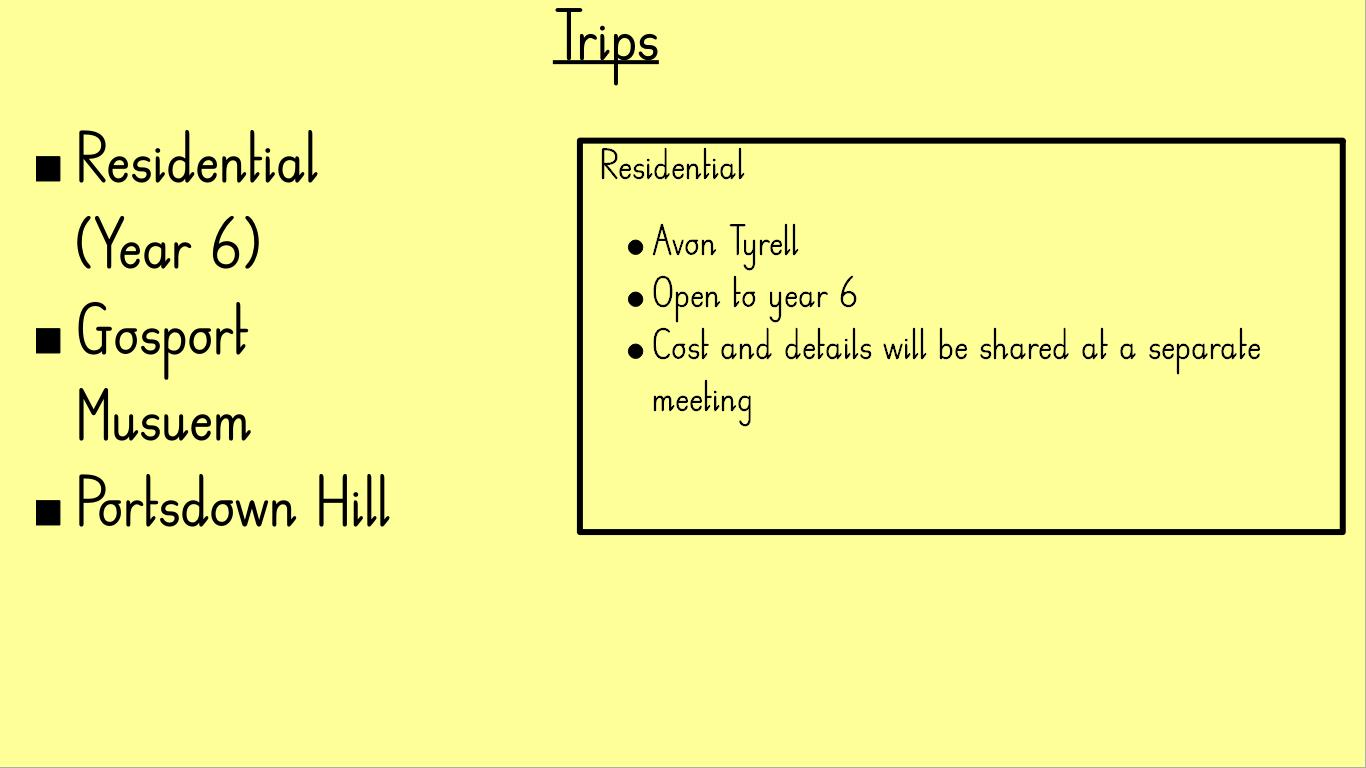 Trips
■ Residential
(Year 6)
■ Gosport
Musuem
■ Portsdown Hill
Residential
● Avon Tyrell
● Open to year 6
● Cost and details will be shared at a separate
meeting